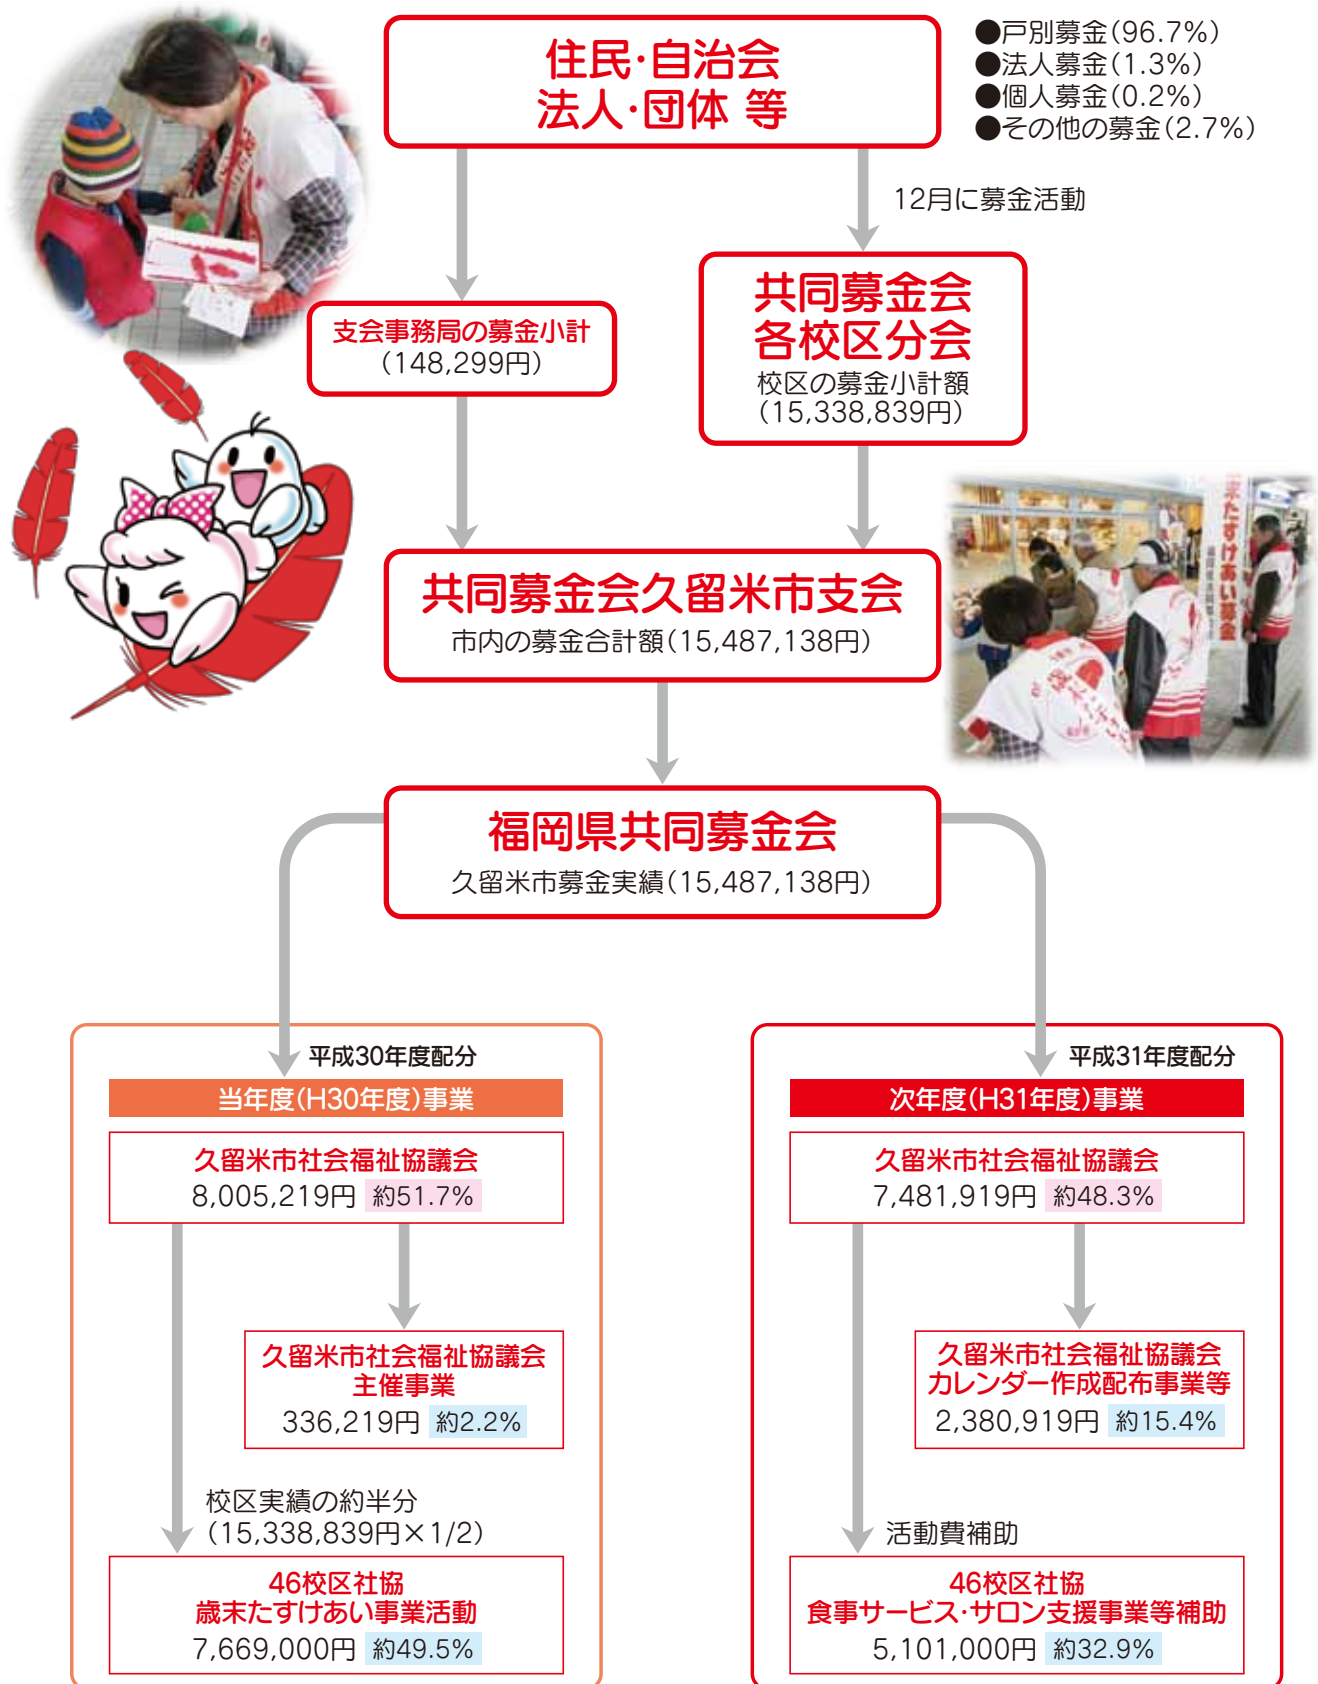 住民・自治会
法人・団体 等
●戸別募金(96.7%)
●法人募金(1.3%)
●個人募金(0.2%)
●その他の募金(2.7%)
12月に募金活動
支会事務局の募金小計
(148,299円)
共同募金会
各校区分会
校区の募金小計額
(15,338,839円)
末たすけあい募金
共同募金会久留米市支会
市内の募金合計額(15,487,138円)
福岡県共同募金会
久留米市募金実績(15,487,138円)
平成30年度配分
当年度(H30年度)事業
久留米市社会福祉協議会
8,005,219円 約51.7%
久留米市社会福祉協議会
主催事業
336,219円 約2.2%
校区実績の約半分
(15,338,839円×1/2)
46校区社協
歳末たすけあい事業活動
7,669,000円 約49.5%
平成31年度配分
次年度(H31年度)事業
久留米市社会福祉協議会
7,481,919円 約48.3%
久留米市社会福祉協議会
カレンダー作成配布事業等
2,380,919円 約15.4%
活動費補助
46校区社協
食事サービス・サロン支援事業等補助
5,101,000円 約32.9%